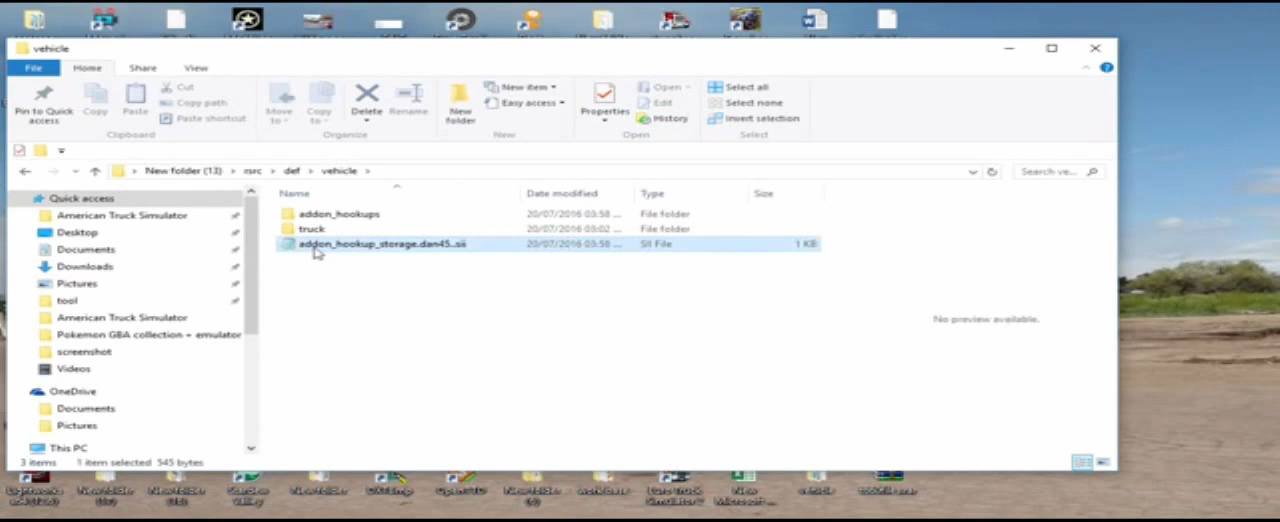 vehicle
File
Home
Share
View
Pin to Quick access
Copy
Paste
Cut
Copy path
Paste shortcut
Clipboard
Move to
Copy to
Delete
Rename
Organize
New folder
New item
Easy access
New
Properties
Open
Edit
History
Open
Select all
Select none
Invert selection
Select
New folder (13)
def
vehicle
Search ve...
Name
Date modified
Type
Size
addon_hookups
20/07/2016 03:58 ...
File folder
truck
20/07/2016 03:02 ...
File folder
addon_hookup_storage.dan45..sii
20/07/2016 03:58 ...
SII File
1 KB
Quick access
American Truck Simulator
Desktop
Documents
Downloads
Pictures
tool
American Truck Simulator
Pokemon GBA collection + emulator
screenshot
Videos
OneDrive
Documents
Pictures
This PC
No preview available.
3 items
1 item selected 545 bytes
New folder
vehicle